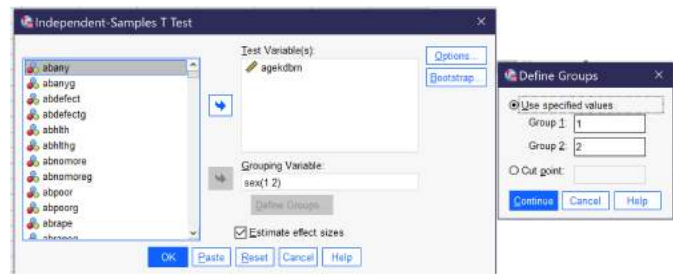 Independent-Samples T Test
abany
abanyg
abdefect
abdefectg
abhlth
abhlthg
abnomore
abnomoreg
abpoor
abpoorg
abrape
abrapeg
Test Variable(s):
agekdbrn
Options...
Bootstrap...
Grouping Variable:
sex(1 2)
Define Groups...
Estimate effect sizes
OK Paste Reset Cancel Help
Define Groups
Use specified values
Group 1: 1
Group 2: 2
Cut point:
Continue Cancel Help